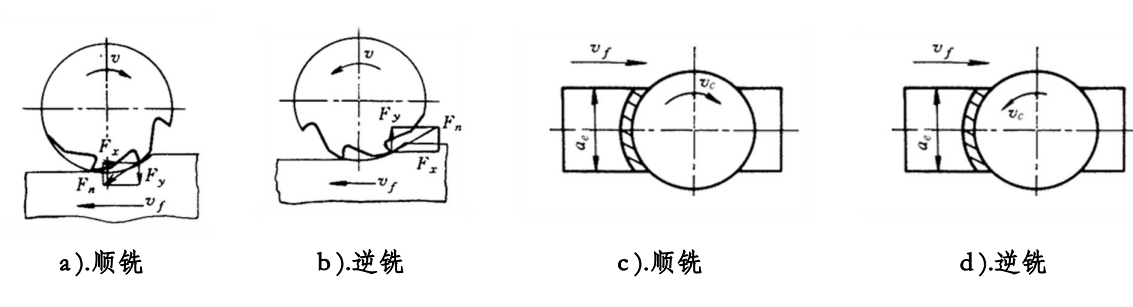 v
F_x
F_n
F_y
v_f
a).顺铣
v
F_y
F_n
F_x
v_f
b).逆铣
v_f
v_c
a_e
c).顺铣
v_f
v_c
a_e
d).逆铣